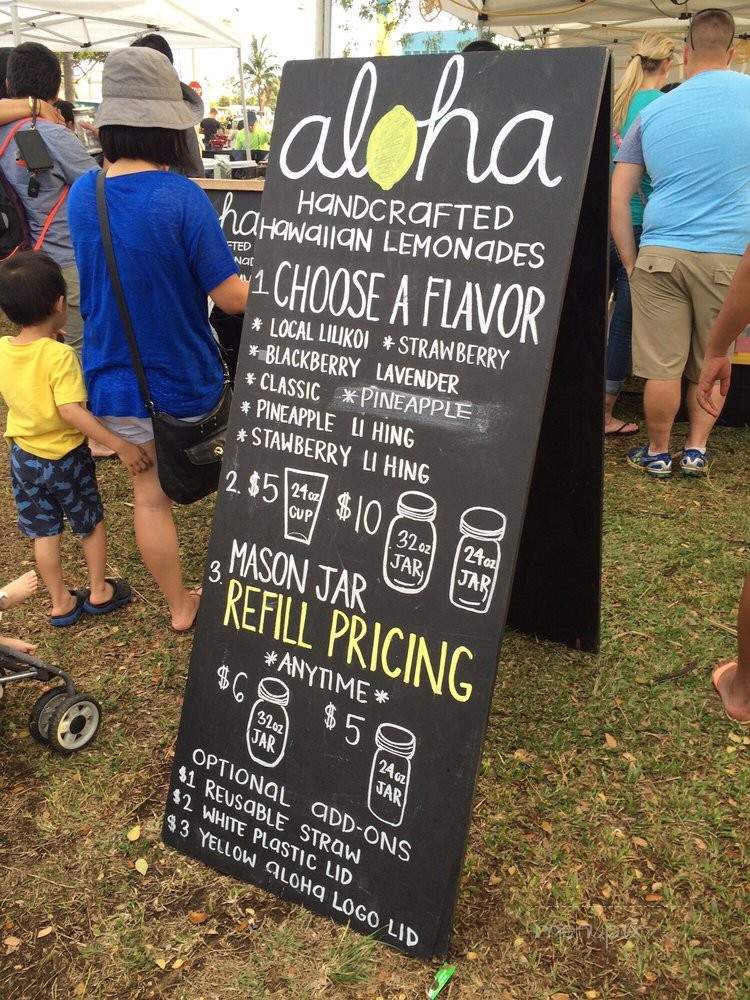 aloha
HANDCRAFTED
HAWAIIAN LEMONADES
1 CHOOSE A FLAVOR
* LOCAL LILIKOI * STRAWBERRY
* BLACKBERRY LAVENDER
* CLASSIC * PINEAPPLE
* PINEAPPLE LI HING
* STAWBERRY LI HING
2. $5 24oz CUP $10 32oz JAR 24oz JAR
3. MASON JAR
REFILL PRICING
* ANYTIME *
$6 32oz JAR $5 24oz JAR
OPTIONAL ADD-ONS
$1 REUSABLE STRAW
$2 WHITE PLASTIC LID
$3 YELLOW aloha LOGO LID
ha